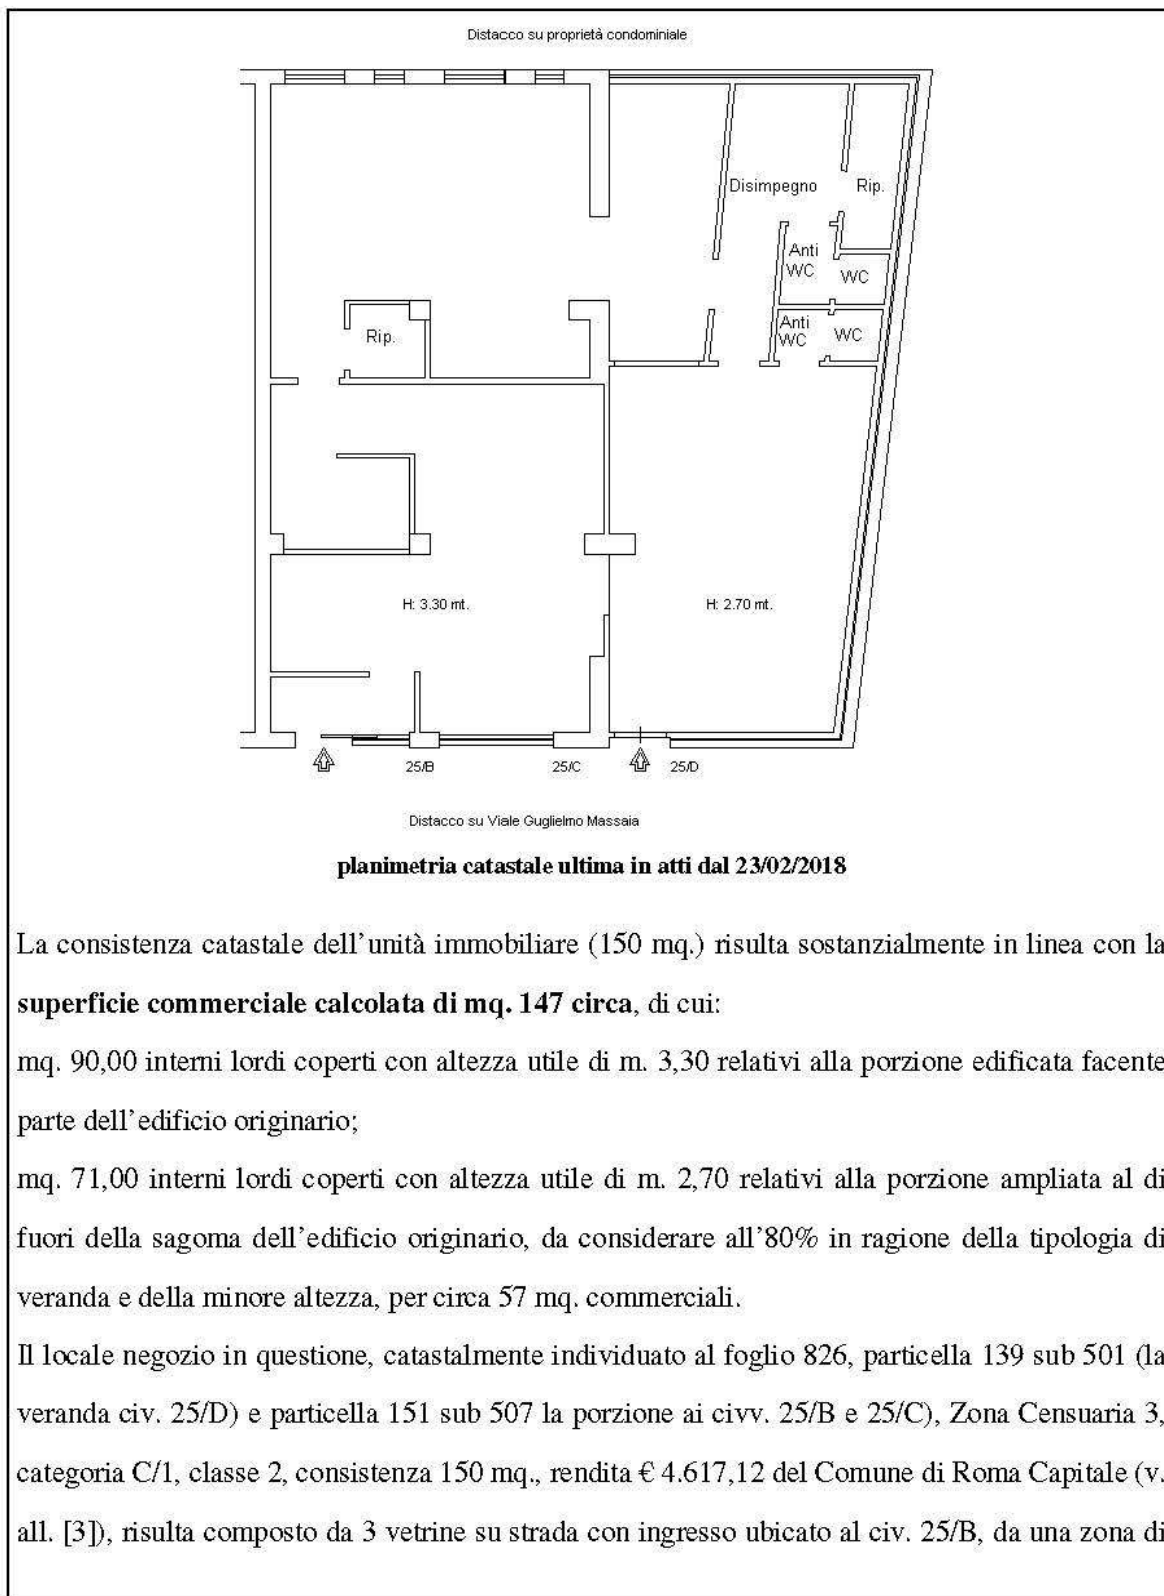 Distacco su proprietà condominiale
Disimpegno
Rip.
Anti
WC
WC
Anti
WC
WC
Rip.
H: 3.30 mt.
H: 2.70 mt.
25/B
25/C
25/D
Distacco su Viale Guglielmo Massaia
planimetria catastale ultima in atti dal 23/02/2018
La consistenza catastale dell'unità immobiliare (150 mq.) risulta sostanzialmente in linea con la
superficie commerciale calcolata di mq. 147 circa, di cui:
mq. 90,00 interni lordi coperti con altezza utile di m. 3,30 relativi alla porzione edificata facente
parte dell'edificio originario;
mq. 71,00 interni lordi coperti con altezza utile di m. 2,70 relativi alla porzione ampliata al di
fuori della sagoma dell'edificio originario, da considerare all'80% in ragione della tipologia di
veranda e della minore altezza, per circa 57 mq. commerciali.
Il locale negozio in questione, catastalmente individuato al foglio 826, particella 139 sub 501 (la
veranda civ. 25/D) e particella 151 sub 507 la porzione ai civv. 25/B e 25/C), Zona Censuaria 3,
categoria C/1, classe 2, consistenza 150 mq., rendita € 4.617,12 del Comune di Roma Capitale (v.
all. [3]), risulta composto da 3 vetrine su strada con ingresso ubicato al civ. 25/B, da una zona di